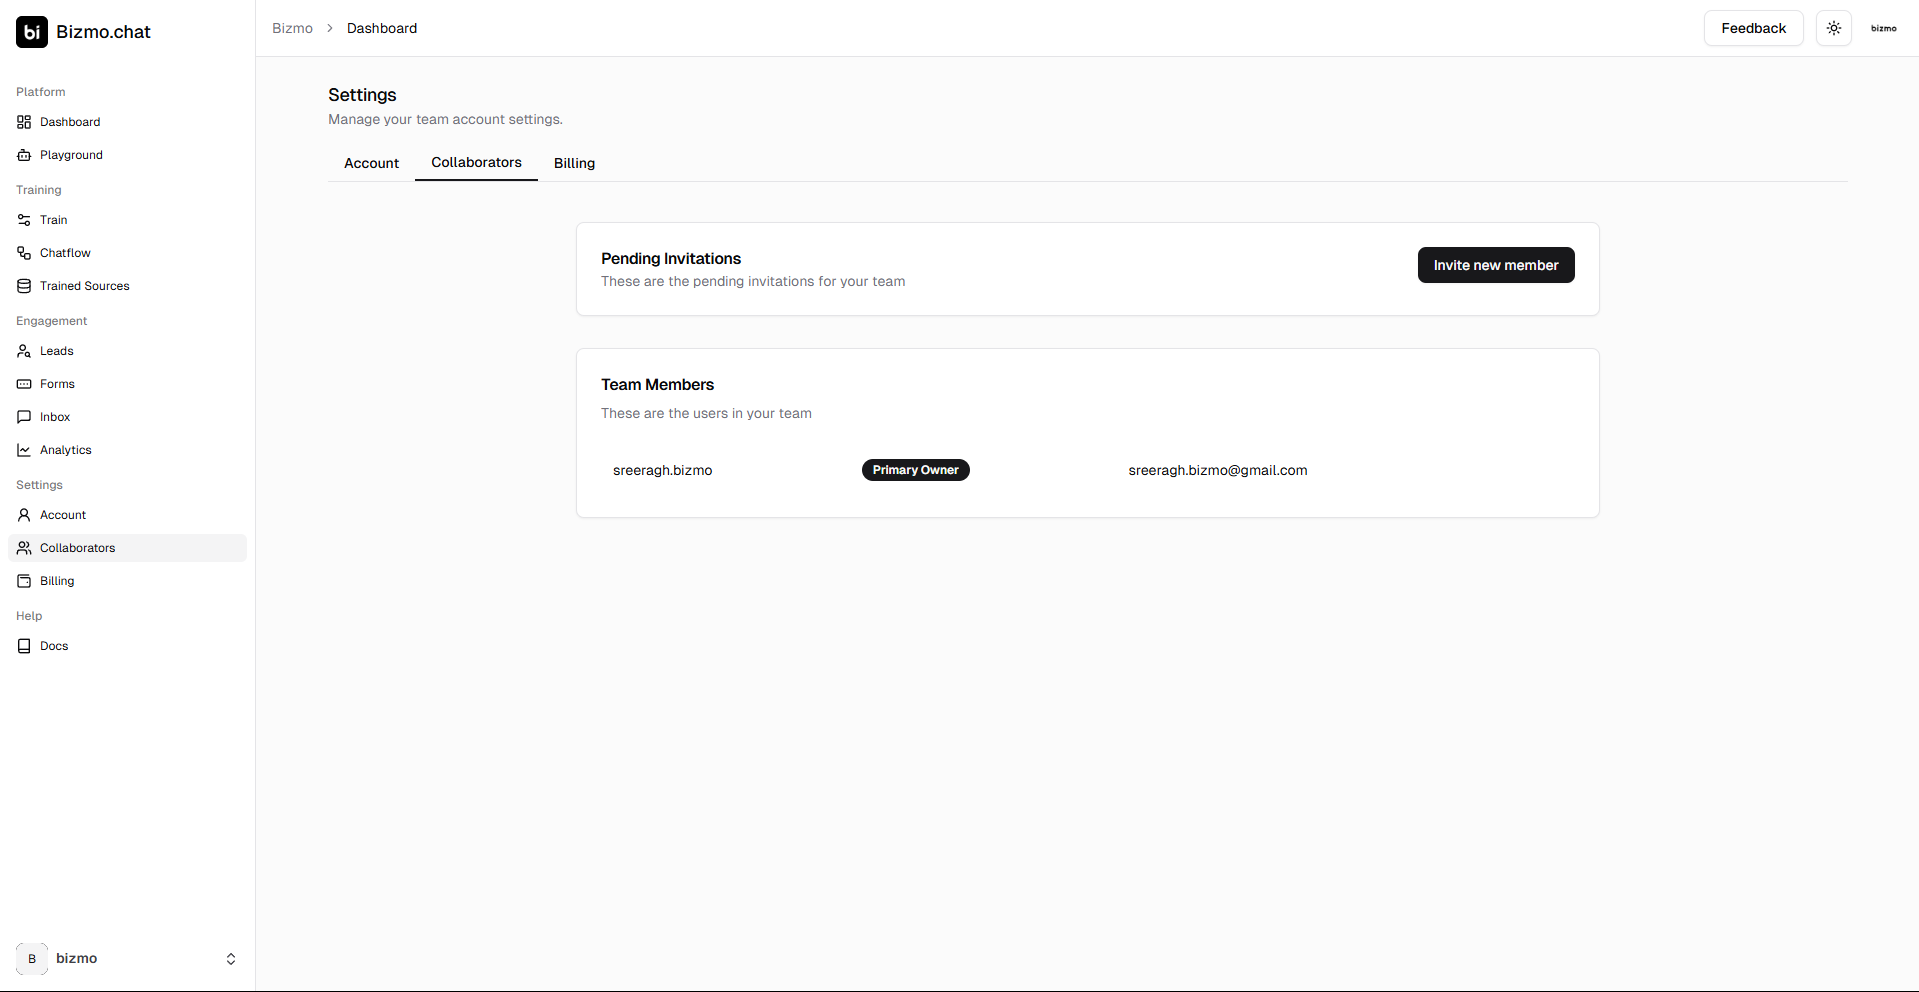 bi Bizmo.chat
Platform
Dashboard
Playground
Training
Train
Chatflow
Trained Sources
Engagement
Leads
Forms
Inbox
Analytics
Settings
Account
Collaborators
Billing
Help
Docs
B bizmo
Bizmo > Dashboard
Feedback
bizmo
Settings
Manage your team account settings.
Account Collaborators Billing
Pending Invitations
These are the pending invitations for your team
Invite new member
Team Members
These are the users in your team
sreeragh.bizmo Primary Owner sreeragh.bizmo@gmail.com